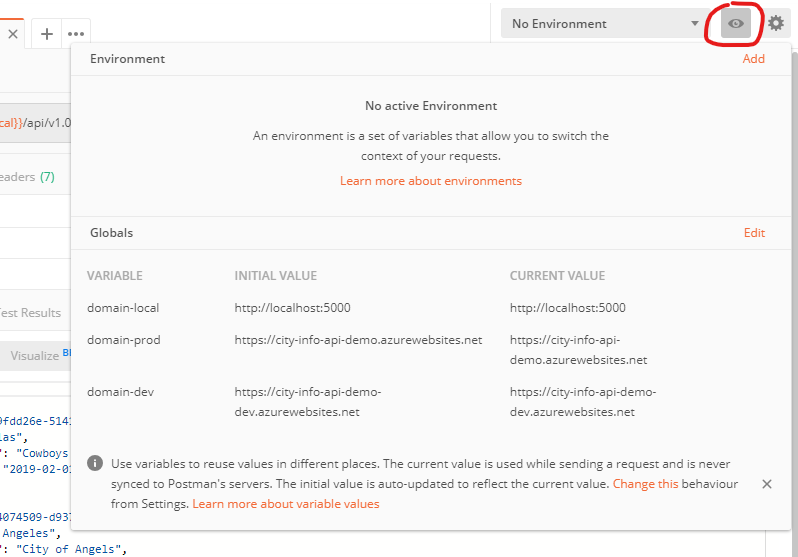 No Environment
Environment
Add
No active Environment
An environment is a set of variables that allow you to switch the
context of your requests.
Learn more about environments
cal}}/api/v1.0
eaders (7)
Globals
Edit
VARIABLE INITIAL VALUE CURRENT VALUE
domain-local http://localhost:5000 http://localhost:5000
domain-prod https://city-info-api-demo.azurewebsites.net https://city-info-api-
demo.azurewebsites.net
domain-dev https://city-info-api-demo- https://city-info-api-demo-
dev.azurewebsites.net dev.azurewebsites.net
Use variables to reuse values in different places. The current value is used while sending a request and is never
synced to Postman's servers. The initial value is auto-updated to reflect the current value. Change this behaviour
from Settings. Learn more about variable values
est Results
Visualize
9fdd26e-514
las",
": "Cowboys
"2019-02-0
4074509-d937
Angeles",
": "City of Angels",